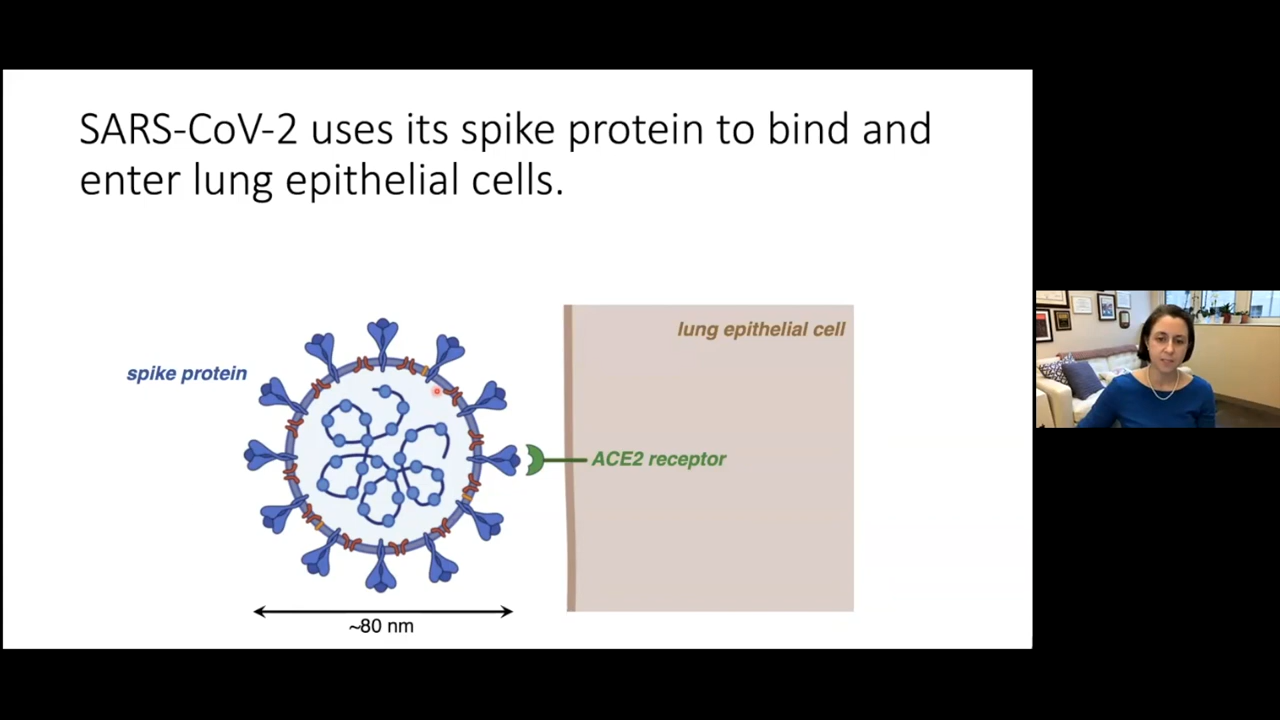 SARS-CoV-2 uses its spike protein to bind and
enter lung epithelial cells.
lung epithelial cell
spike protein
ACE2 receptor
~80 nm